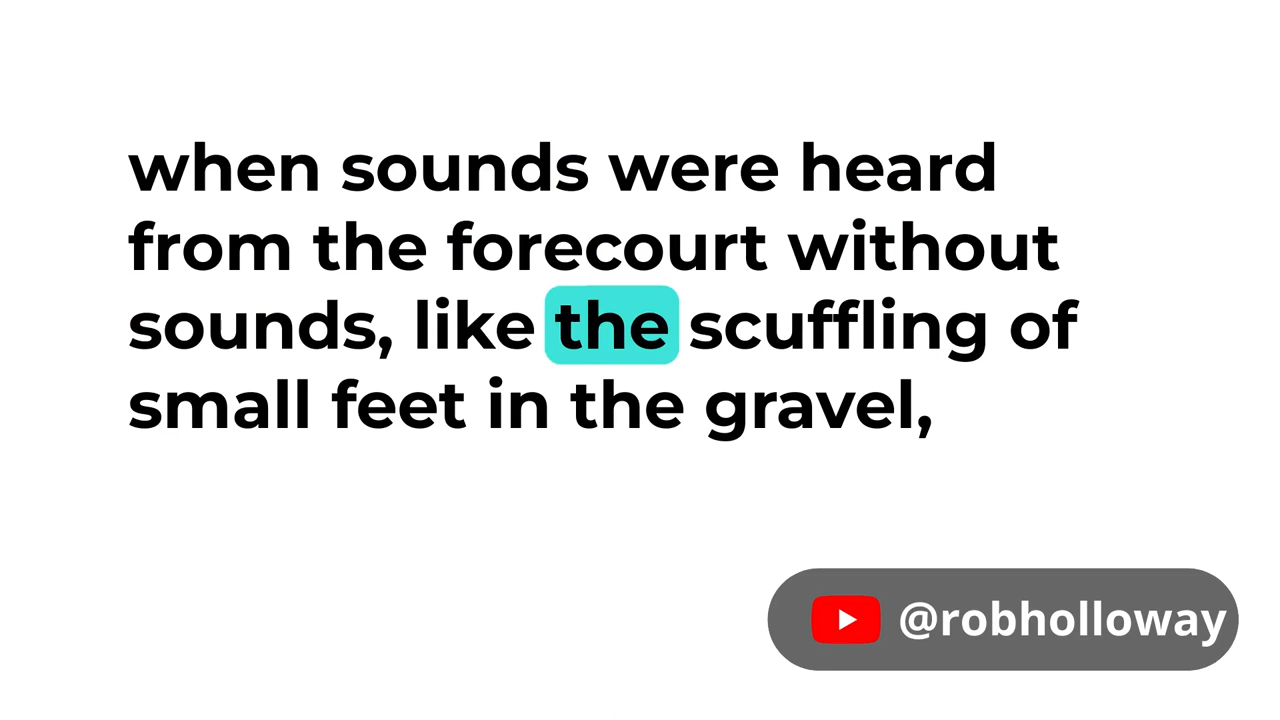 when sounds were heard
from the forecourt without
sounds, like the scuffling of
small feet in the gravel,
@robholloway